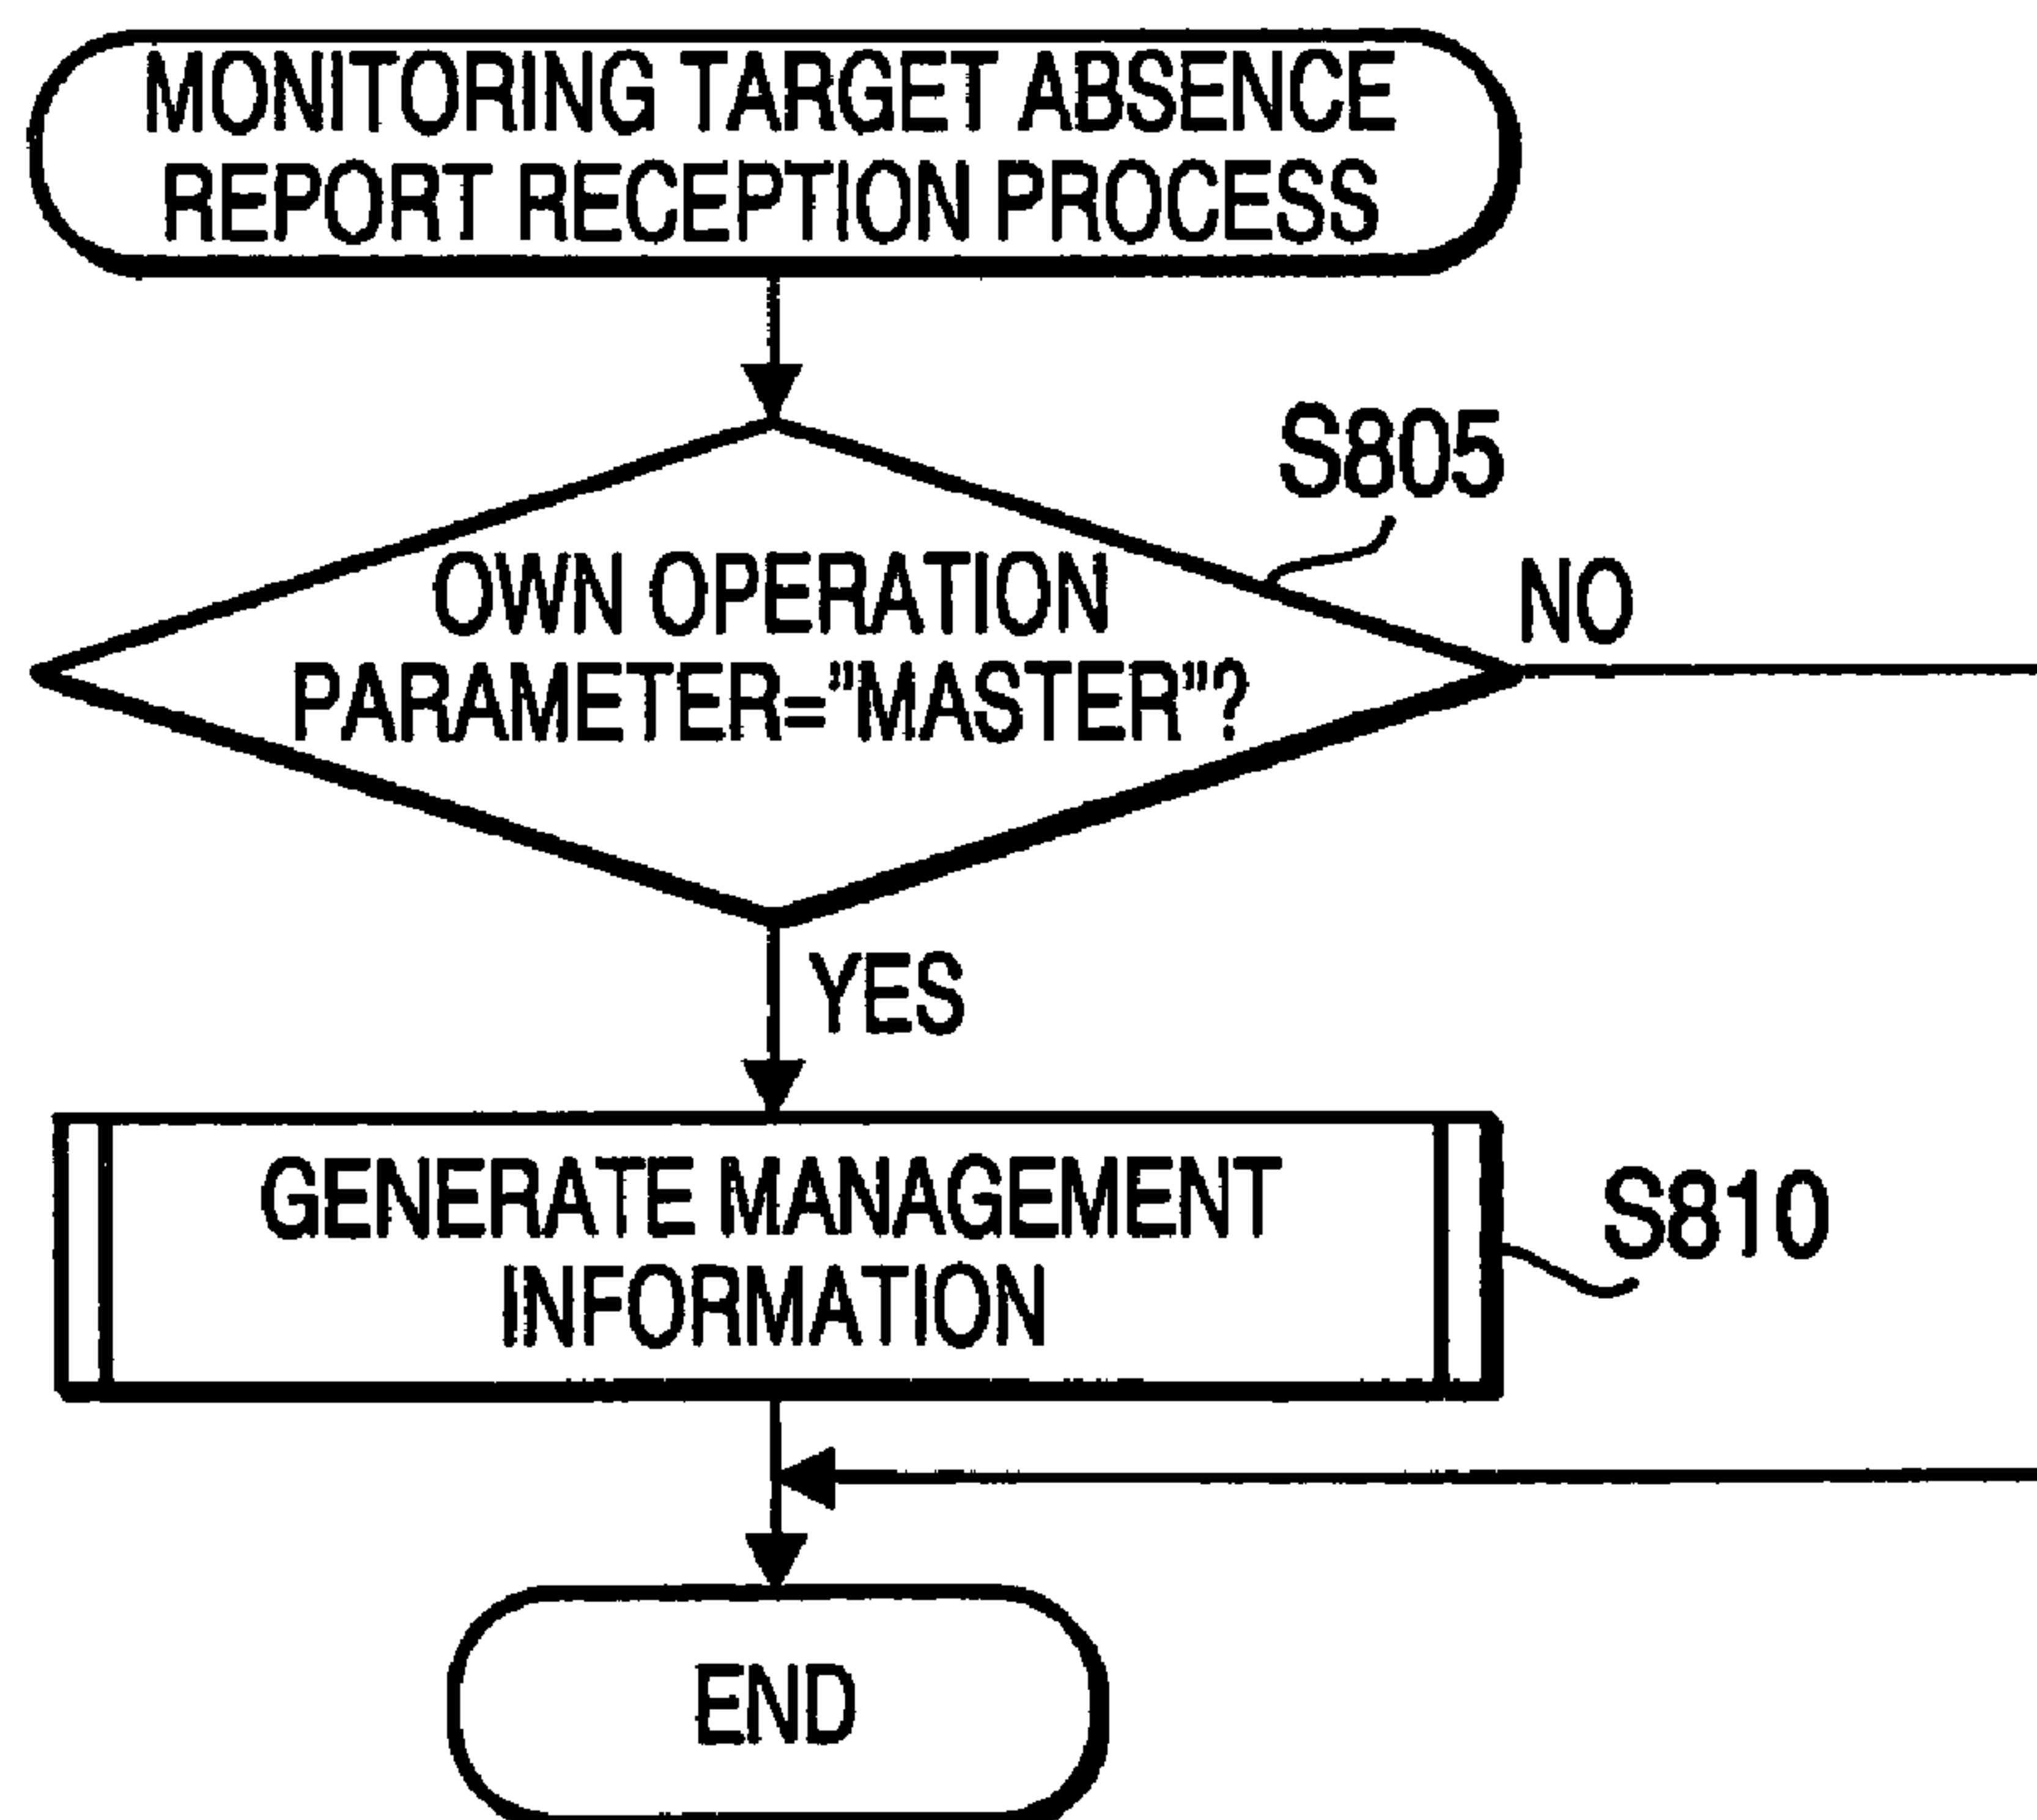 MONITORING TARGET ABSENCE
REPORT RECEPTION PROCESS
S805
OWN OPERATION
PARAMETER=”MASTER”?
NO
YES
GENERATE MANAGEMENT
INFORMATION
S810
END